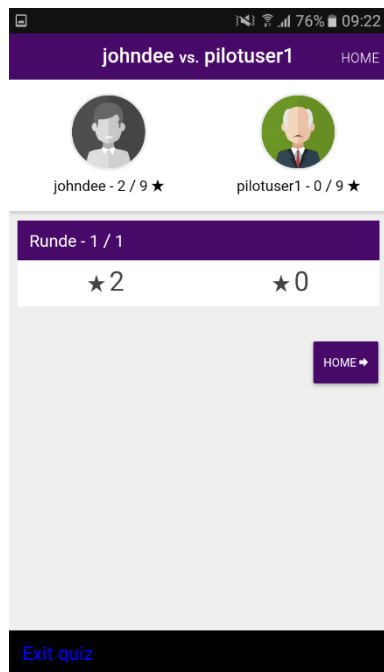 76% 09:22
johndee vs. pilotuser1 HOME
johndee - 2 / 9 ★ pilotuser1 - 0 / 9 ★
Runde - 1 / 1
★ 2 ★ 0
HOME
Exit quiz